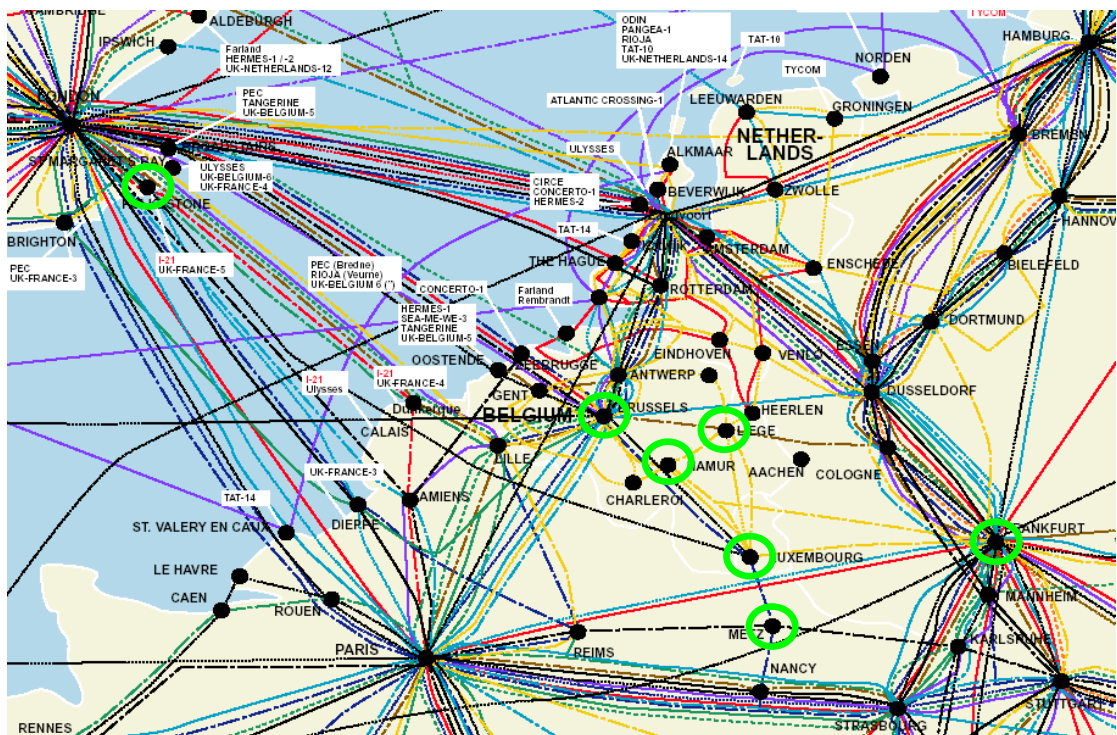 ALDEBURGH
IPSWICH
Farland
HERMES-1 / -2
UK-NETHERLANDS-12
ODIN
PANGEA-1
RIOJA
TAT-10
UK-NETHERLANDS-14
TAT-10
TYCOM
TYCOM
HAMBURG
NORDEN
PEC
TANGERINE
UK-BELGIUM-5
ATLANTIC CROSSING-1
LEEUWARDEN
GRONINGEN
NETHER-
LANDS
BREMEN
ULYSSES
ALKMAAR
ST MARGARET'S BAY
ULYSSES
UK-BELGIUM-6
UK-FRANCE-4
CIRCE
CONCERTO-1
HERMES-2
BEVERWIJK
ZWOLLE
HANNOV
BRIGHTON
TAT-14
AMSTERDAM
PEC
UK-FRANCE-3
I-21
UK-FRANCE-5
THE HAGUE
ENSCHEDE
BIELEFELD
PEC (Bredne)
RIOJA (Veurne)
UK-BELGIUM 6 (")
CONCERTO-1
Farland
Rembrandt
ROTTERDAM
HERMES-1
SEA-ME-WE-3
TANGERINE
UK-BELGIUM-5
DORTMUND
OOSTENDE
ZEEBRUGGE
EINDHOVEN
VENLO
ESSEN
I-21
Ulysses
I-21
UK-FRANCE-4
GENT
ANTWERP
DUSSELDORF
Dunkerque
BELGIUM
BRUSSELS
HEERLEN
CALAIS
LIEGE
LILLE
NAMUR
AACHEN
COLOGNE
UK-FRANCE-3
CHARLEROI
TAT-14
AMIENS
ST. VALERY EN CAUX
DIEPPE
FRANKFURT
LUXEMBOURG
LE HAVRE
CAEN
ROUEN
MANNHEIM
METZ
KARLSRUHE
PARIS
REIMS
NANCY
RENNES
STRASBOURG
STUTTGART